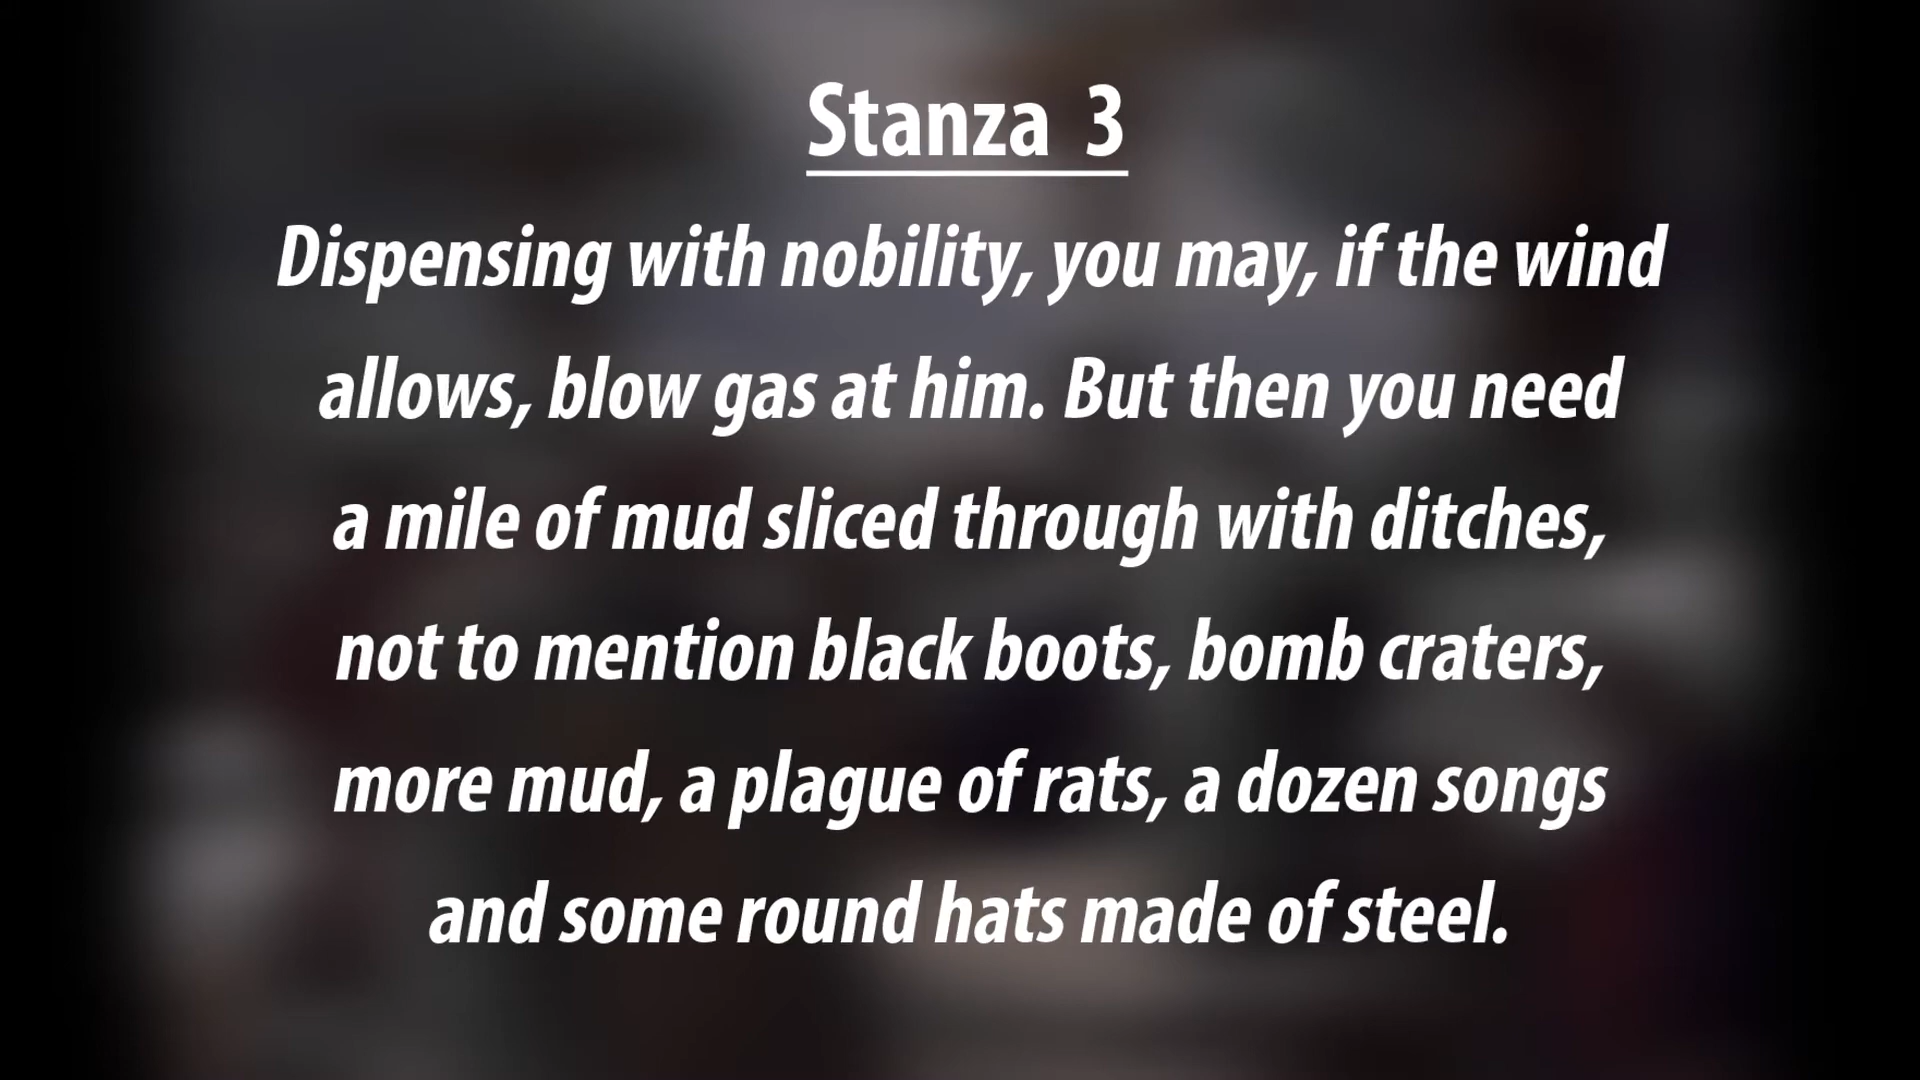 Stanza 3
Dispensing with nobility, you may, if the wind
allows, blow gas at him. But then you need
a mile of mud sliced through with ditches,
not to mention black boots, bomb craters,
more mud, a plague of rats, a dozen songs
and some round hats made of steel.